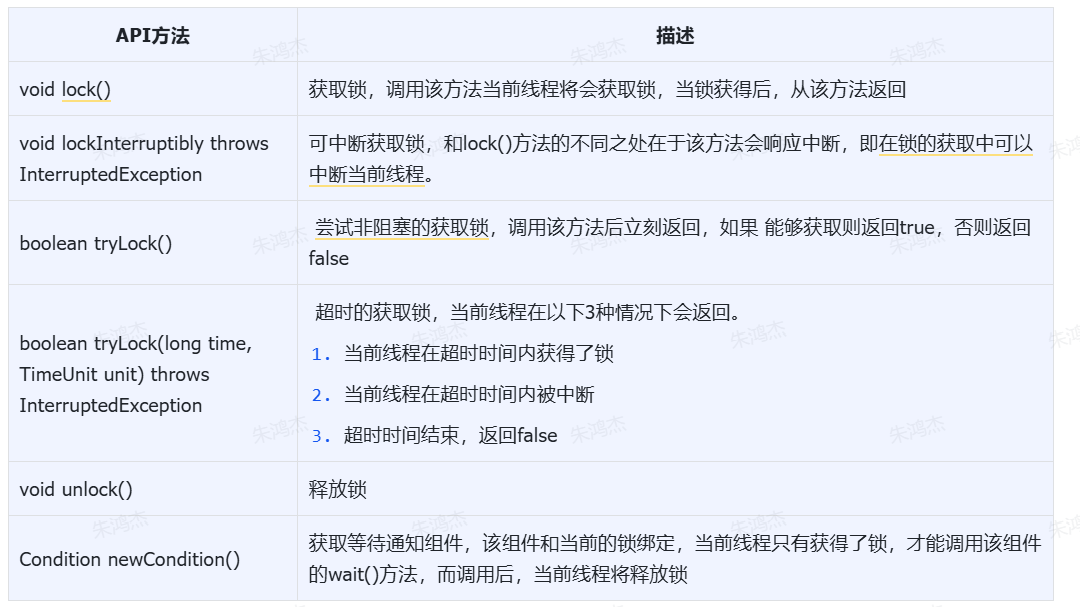 API方法 描述
void lock() 获取锁，调用该方法当前线程将会获取锁，当锁获得后，从该方法返回
void lockInterruptibly throws
InterruptedException
可中断获取锁，和lock()方法的不同之处在于该方法会响应中断，即在锁的获取中可以
中断当前线程。
boolean tryLock()
尝试非阻塞的获取锁，调用该方法后立刻返回，如果 能够获取则返回true，否则返回
false
boolean tryLock(long time,
TimeUnit unit) throws
InterruptedException
超时的获取锁，当前线程在以下3种情况下会返回。
1. 当前线程在超时时间内获得了锁
2. 当前线程在超时时间内被中断
3. 超时时间结束，返回false
void unlock() 释放锁
Condition newCondition()
获取等待通知组件，该组件和当前的锁绑定，当前线程只有获得了锁，才能调用该组件
的wait()方法，而调用后，当前线程将释放锁
朱鸿杰